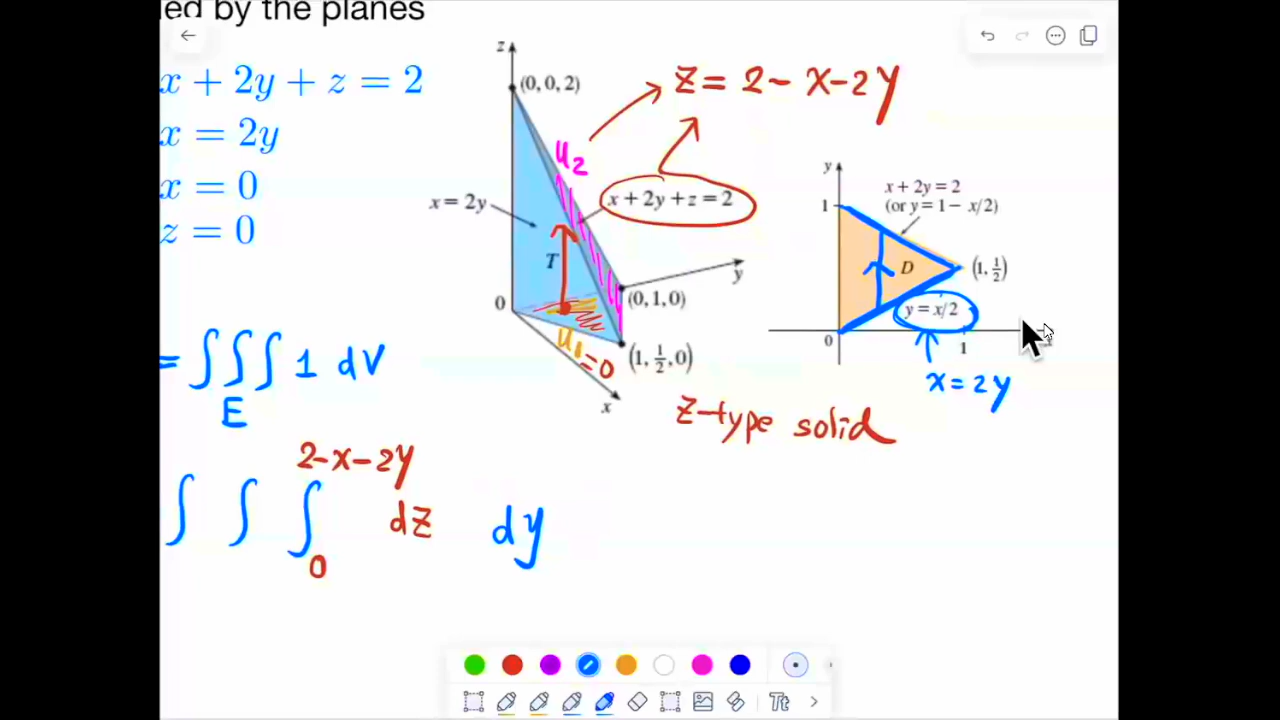 ed by the planes
x + 2y + z = 2
x = 2y
x = 0
z = 0
z
(0, 0, 2)
z = 2 - x - 2y
u2
x = 2y
x + 2y + z = 2
T
y
0
(0, 1, 0)
u1 = 0
(1, 1/2, 0)
x
y
x + 2y = 2
(or y = 1 − x/2)
1
D
(1, 1/2)
y = x/2
0
1
x = 2y
z-type solid
= ∫∫∫ 1 dV
E
2-x-2y
∫ ∫ ∫ dz dy
0
Tt